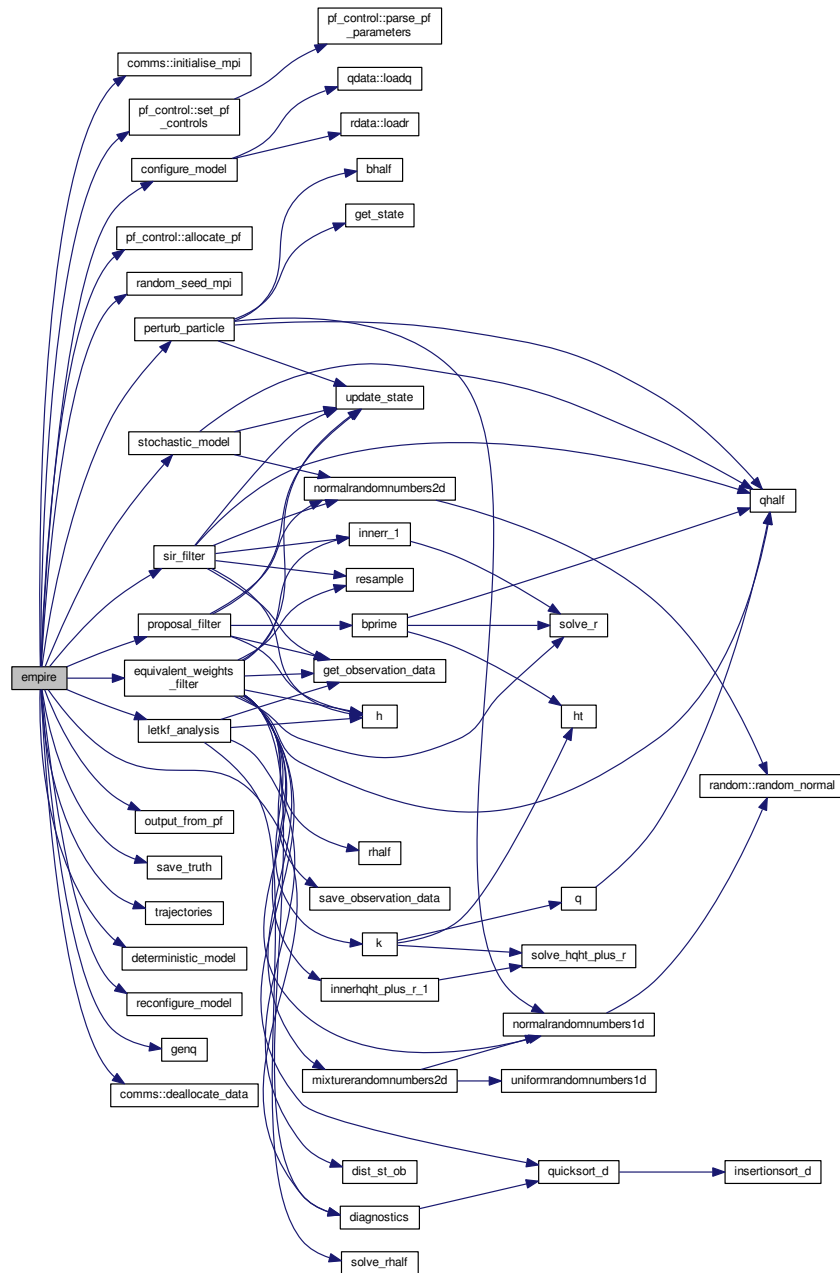 empire
comms::initialise_mpi
pf_control::set_pf
_controls
configure_model
pf_control::allocate_pf
random_seed_mpi
perturb_particle
stochastic_model
sir_filter
proposal_filter
equivalent_weights
_filter
letkf_analysis
output_from_pf
save_truth
trajectories
deterministic_model
reconfigure_model
genq
comms::deallocate_data
pf_control::parse_pf
_parameters
qdata::loadq
rdata::loadr
bhalf
get_state
update_state
normalrandomnumbers2d
innerr_1
resample
bprime
get_observation_data
h
rhalf
save_observation_data
k
innerhqht_plus_r_1
mixturerandomnumbers2d
dist_st_ob
diagnostics
solve_rhalf
solve_r
ht
q
solve_hqht_plus_r
normalrandomnumbers1d
uniformrandomnumbers1d
quicksort_d
qhalf
random::random_normal
insertionsort_d